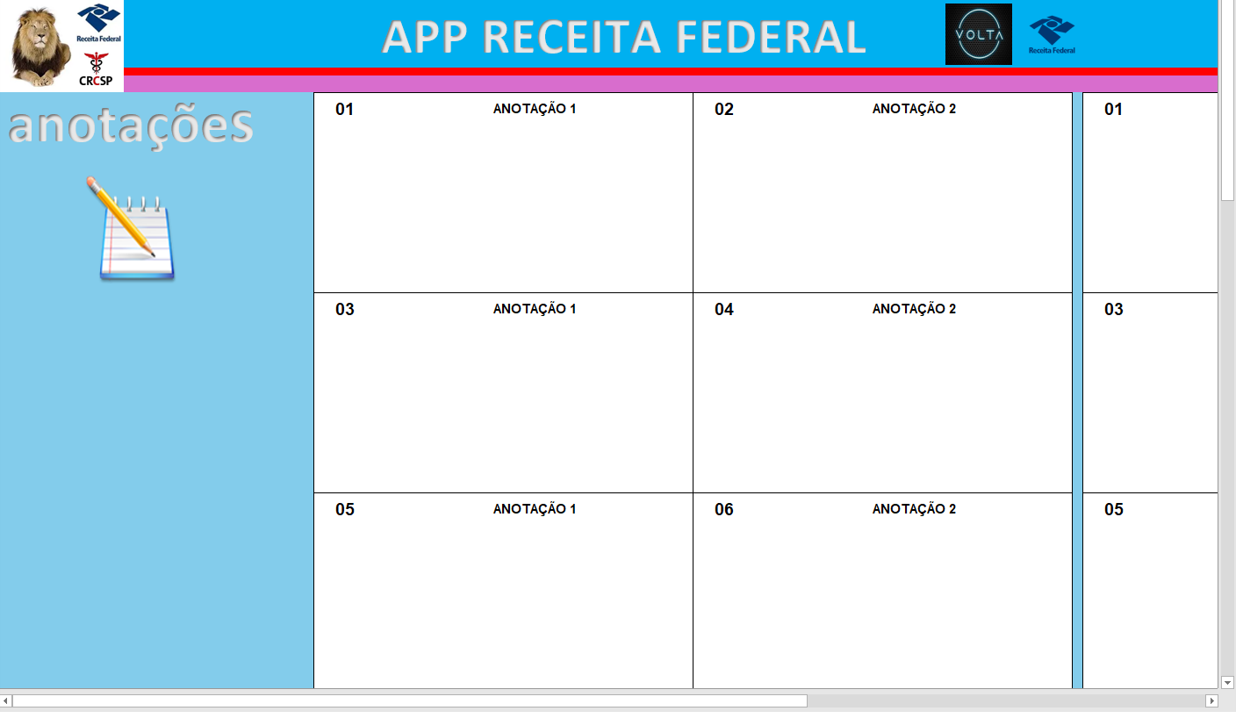 Receita Federal
CRCSP
APP RECEITA FEDERAL
VOLTA
Receita Federal
anotações
01 ANOTAÇÃO 1 02 ANOTAÇÃO 2 01
03 ANOTAÇÃO 1 04 ANOTAÇÃO 2 03
05 ANOTAÇÃO 1 06 ANOTAÇÃO 2 05